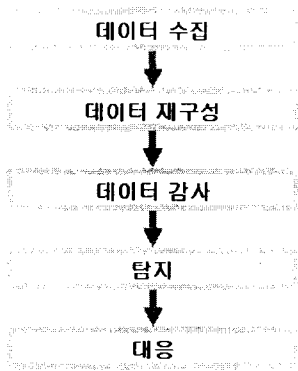 데이터 수집
데이터 재구성
데이터 감사
탐지
대응